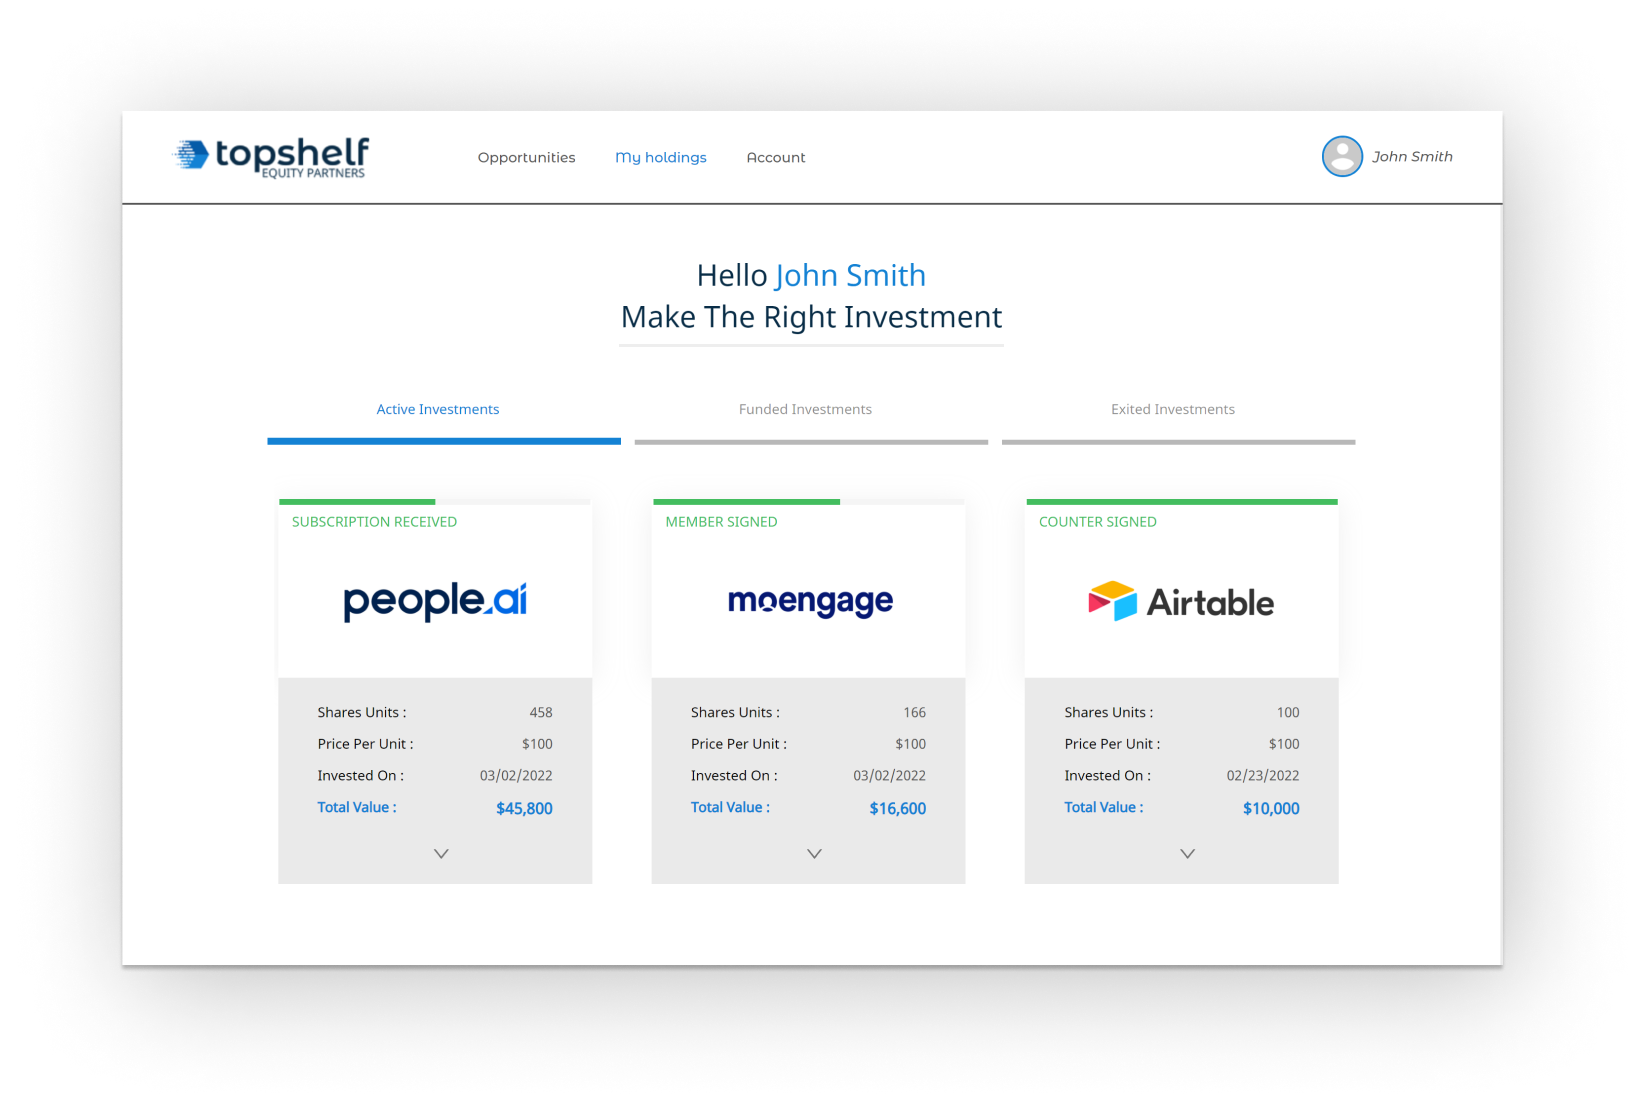 topshelf
EQUITY PARTNERS
Opportunities
My holdings
Account
John Smith
Hello John Smith
Make The Right Investment
Active Investments
Funded Investments
Exited Investments
SUBSCRIPTION RECEIVED
people.ai
Shares Units : 458
Price Per Unit : $100
Invested On : 03/02/2022
Total Value : $45,800
MEMBER SIGNED
moengage
Shares Units : 166
Price Per Unit : $100
Invested On : 03/02/2022
Total Value : $16,600
COUNTER SIGNED
Airtable
Shares Units : 100
Price Per Unit : $100
Invested On : 02/23/2022
Total Value : $10,000